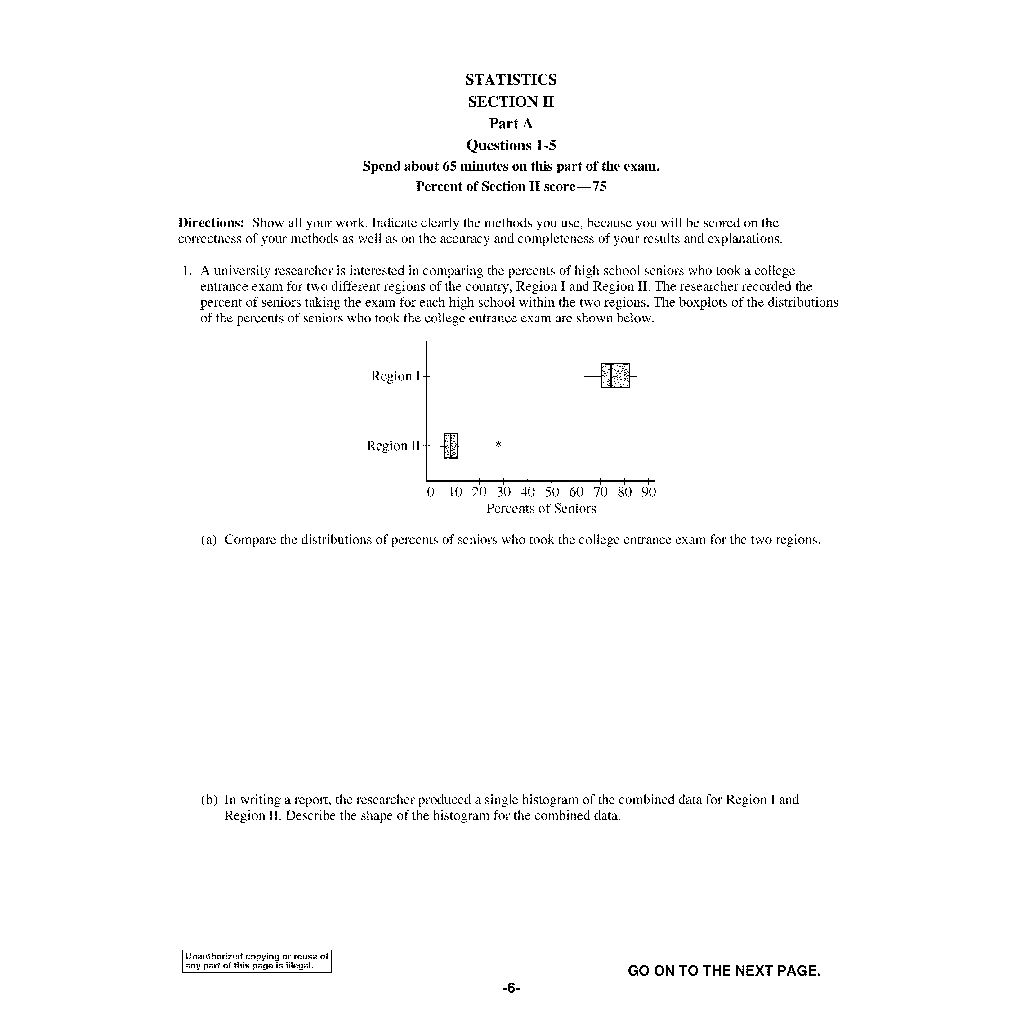 STATISTICS
SECTION II
Part A
Questions 1-5
Spend about 65 minutes on this part of the exam.
Percent of Section II score—75
Directions: Show all your work. Indicate clearly the methods you use, because you will be scored on the
correctness of your methods as well as on the accuracy and completeness of your results and explanations.
1. A university researcher is interested in comparing the percents of high school seniors who took a college
entrance exam for two different regions of the country, Region I and Region II. The researcher recorded the
percent of seniors taking the exam for each high school within the two regions. The boxplots of the distributions
of the percents of seniors who took the college entrance exam are shown below.
Region I
Region II
*
0 10 20 30 40 50 60 70 80 90
Percents of Seniors
(a) Compare the distributions of percents of seniors who took the college entrance exam for the two regions.
(b) In writing a report, the researcher produced a single histogram of the combined data for Region I and
Region II. Describe the shape of the histogram for the combined data.
Unauthorized copying or reuse of
any part of this page is illegal.
GO ON TO THE NEXT PAGE.
-6-